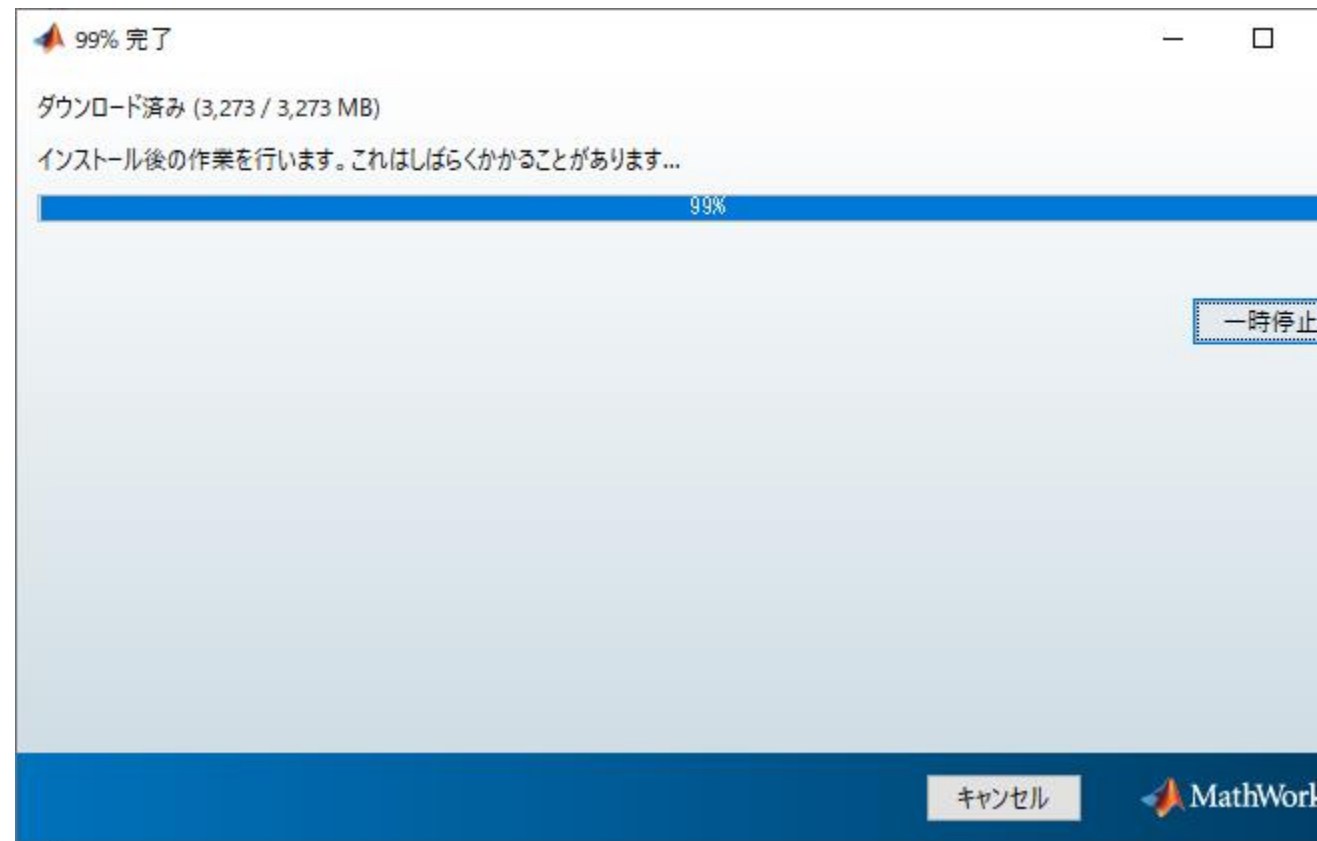 99% 完了
ダウンロード済み (3,273 / 3,273 MB)
インストール後の作業を行います。これはしばらくかかることがあります...
99%
一時停止
キャンセル
MathWork